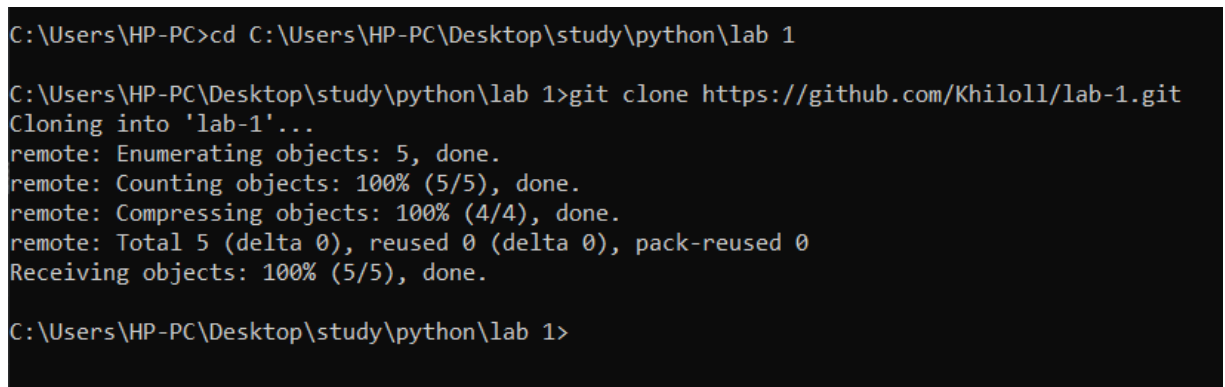 C:\Users\HP-PC>cd C:\Users\HP-PC\Desktop\study\python\lab 1
C:\Users\HP-PC\Desktop\study\python\lab 1>git clone https://github.com/Khiloll/lab-1.git
Cloning into 'lab-1'...
remote: Enumerating objects: 5, done.
remote: Counting objects: 100% (5/5), done.
remote: Compressing objects: 100% (4/4), done.
remote: Total 5 (delta 0), reused 0 (delta 0), pack-reused 0
Receiving objects: 100% (5/5), done.
C:\Users\HP-PC\Desktop\study\python\lab 1>